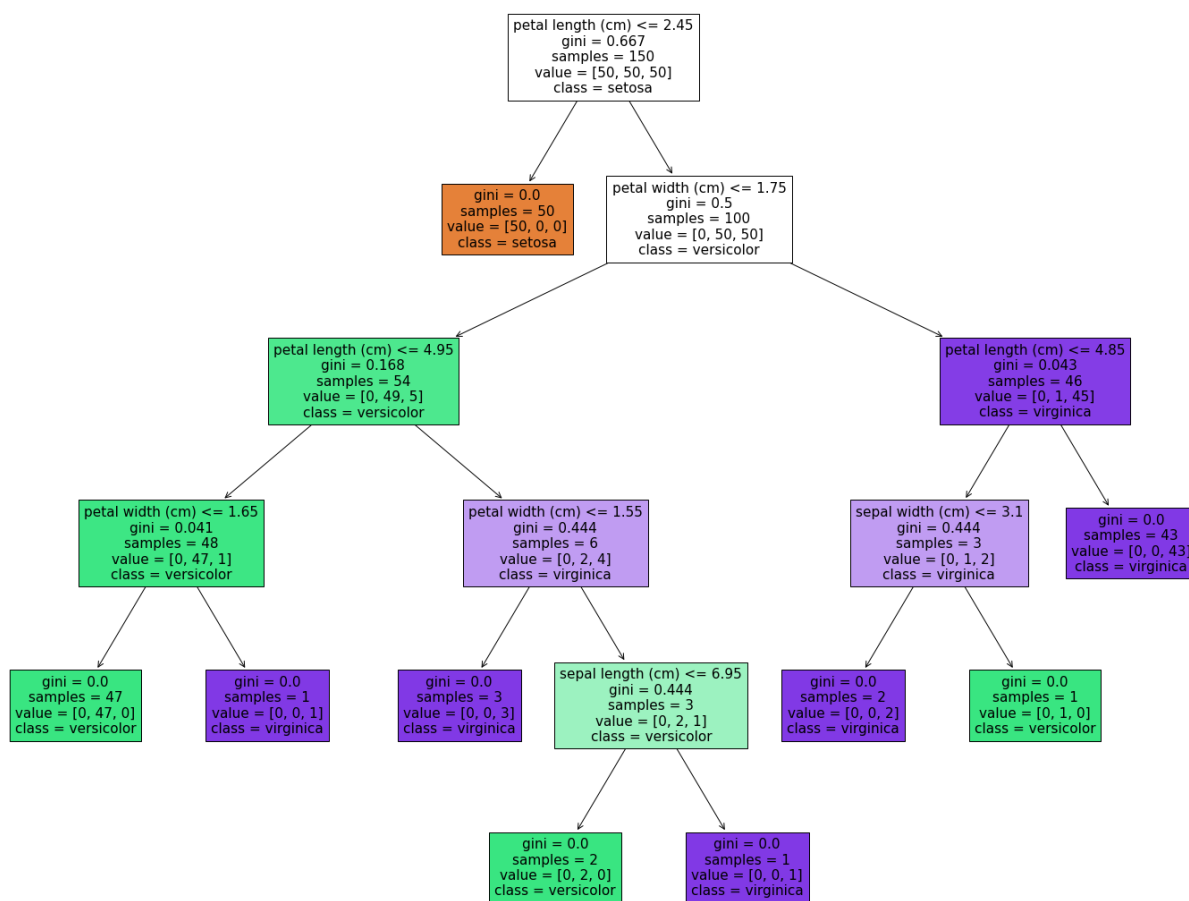 petal length (cm) <= 2.45
gini = 0.667
samples = 150
value = [50, 50, 50]
class = setosa
gini = 0.0
samples = 50
value = [50, 0, 0]
class = setosa
petal width (cm) <= 1.75
gini = 0.5
samples = 100
value = [0, 50, 50]
class = versicolor
petal length (cm) <= 4.95
gini = 0.168
samples = 54
value = [0, 49, 5]
class = versicolor
petal length (cm) <= 4.85
gini = 0.043
samples = 46
value = [0, 1, 45]
class = virginica
petal width (cm) <= 1.65
gini = 0.041
samples = 48
value = [0, 47, 1]
class = versicolor
petal width (cm) <= 1.55
gini = 0.444
samples = 6
value = [0, 2, 4]
class = virginica
sepal width (cm) <= 3.1
gini = 0.444
samples = 3
value = [0, 1, 2]
class = virginica
gini = 0.0
samples = 43
value = [0, 0, 43]
class = virginica
gini = 0.0
samples = 47
value = [0, 47, 0]
class = versicolor
gini = 0.0
samples = 1
value = [0, 0, 1]
class = virginica
gini = 0.0
samples = 3
value = [0, 0, 3]
class = virginica
sepal length (cm) <= 6.95
gini = 0.444
samples = 3
value = [0, 2, 1]
class = versicolor
gini = 0.0
samples = 2
value = [0, 0, 2]
class = virginica
gini = 0.0
samples = 1
value = [0, 1, 0]
class = versicolor
gini = 0.0
samples = 2
value = [0, 2, 0]
class = versicolor
gini = 0.0
samples = 1
value = [0, 0, 1]
class = virginica